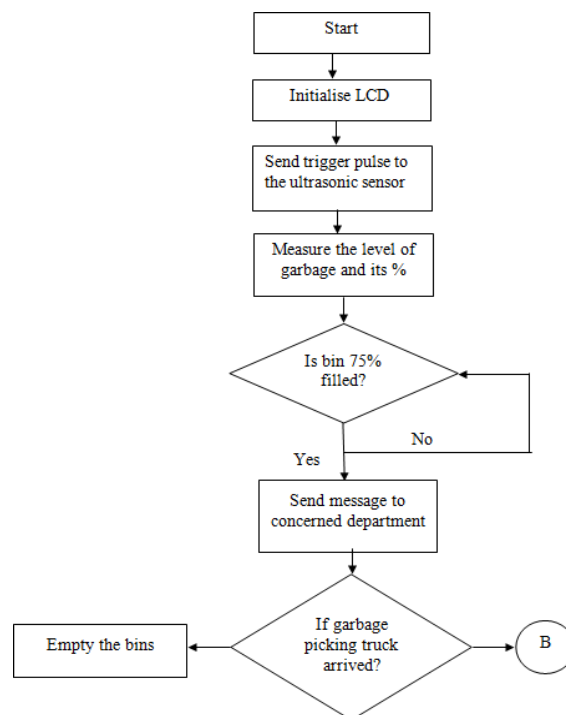 Start
Initialise LCD
Send trigger pulse to
the ultrasonic sensor
Measure the level of
garbage and its %
Is bin 75%
filled?
No
Yes
Send message to
concerned department
If garbage
picking truck
arrived?
Empty the bins
B